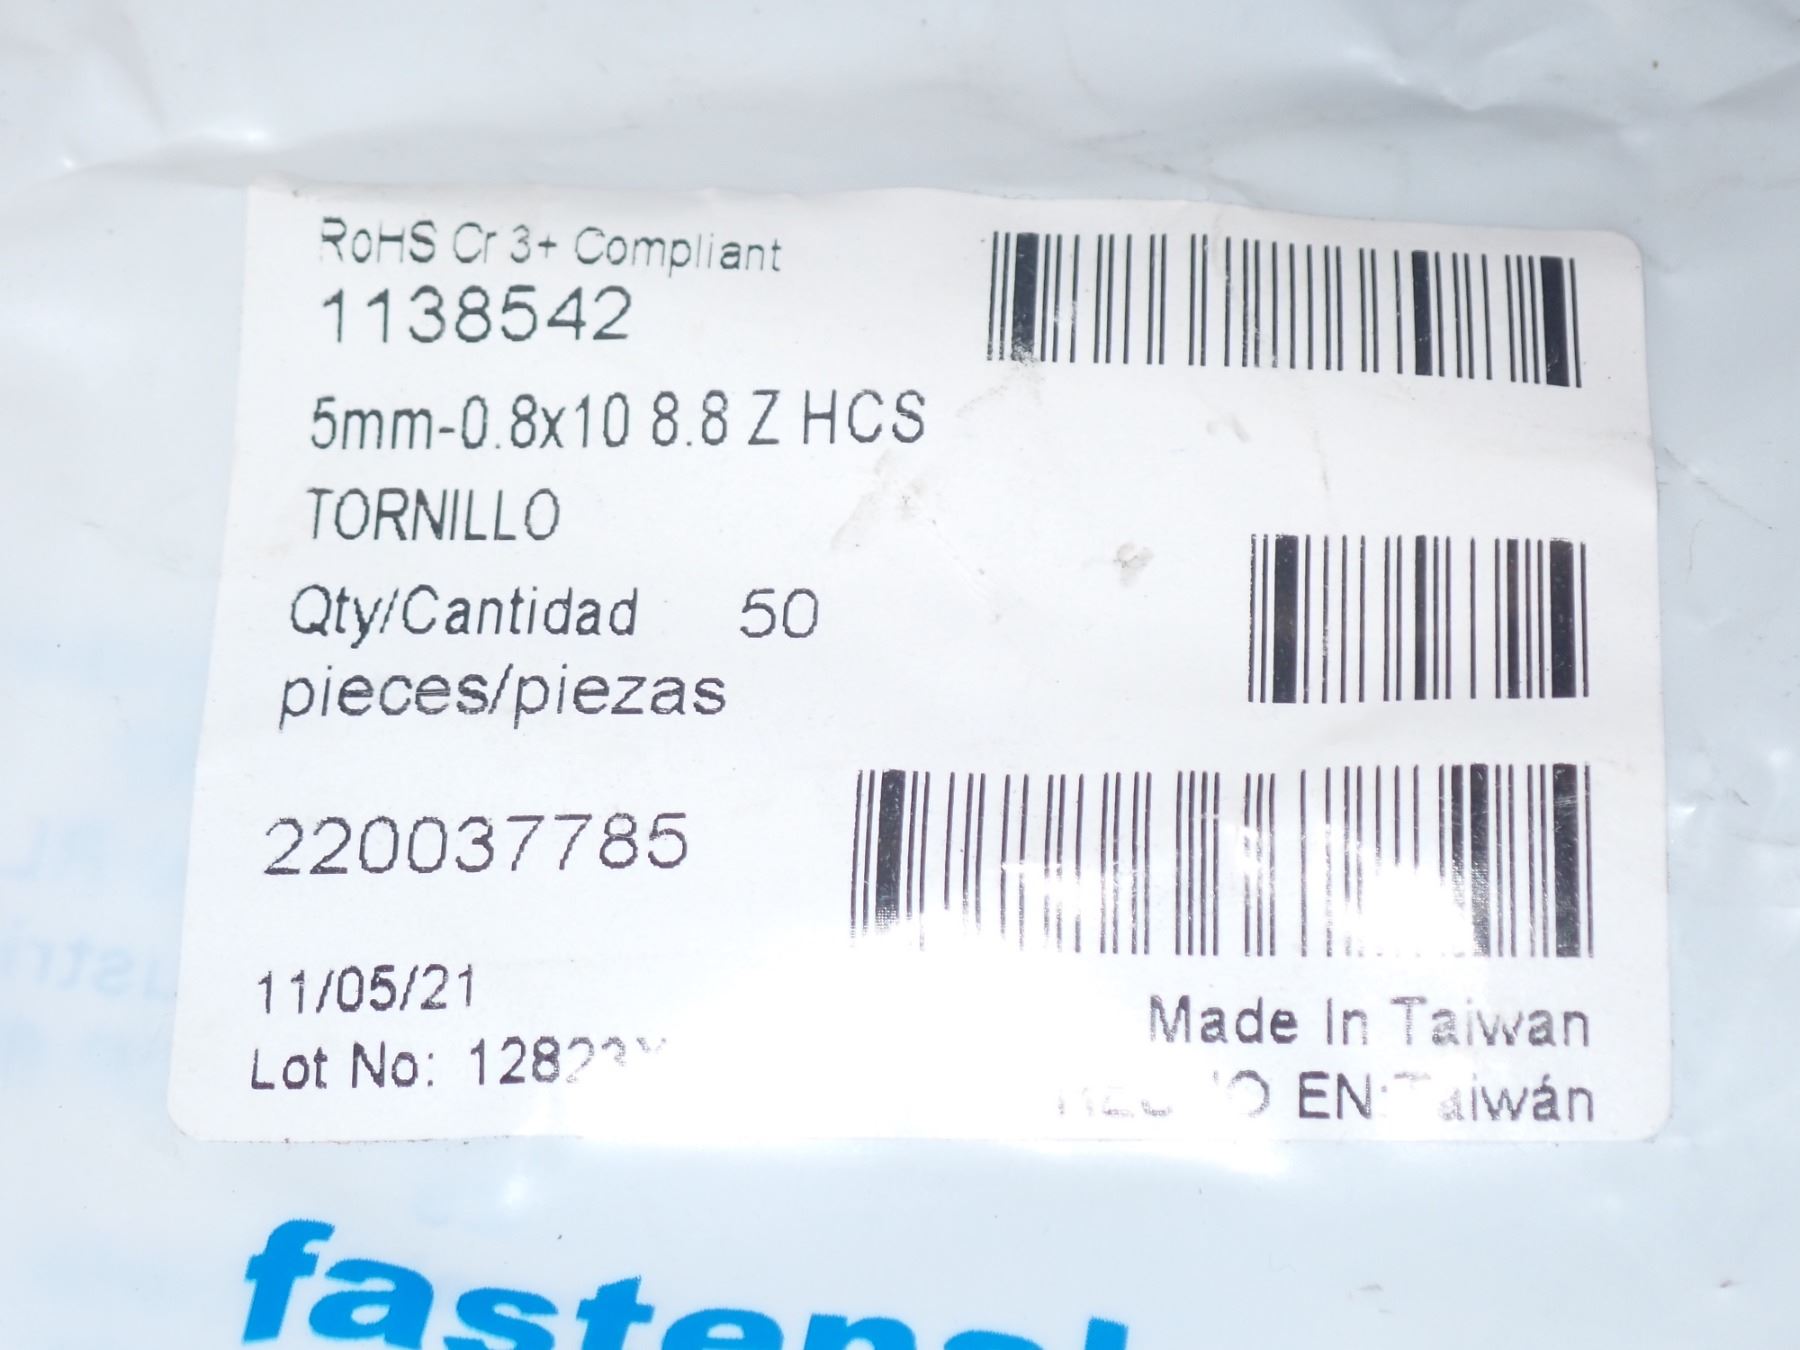 RoHS Cr 3+ Compliant
1138542
5mm-0.8x10 8.8 Z HCS
TORNILLO
Qty/Cantidad 50
pieces/piezas
220037785
11/05/21
Lot No:
Made In Taiwan
EN:Taiwán
fastenal